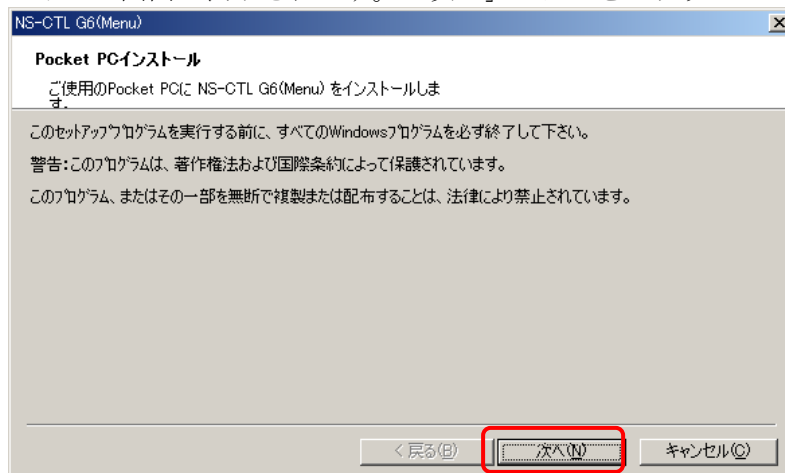 NS-CTL G6(Menu)
Pocket PCインストール
ご使用のPocket PCに NS-CTL G6(Menu) をインストールしま
す.
このセットアップﾌﾟﾛｸﾞﾗﾑを実行する前に、すべてのWindowsﾌﾟﾛｸﾞﾗﾑを必ず終了して下さい。
警告:このﾌﾟﾛｸﾞﾗﾑは、著作権法および国際条約によって保護されています。
このﾌﾟﾛｸﾞﾗﾑ、またはその一部を無断で複製または配布することは、法律により禁止されています。
< 戻る(B)
次へ(N)
キャンセル(C)